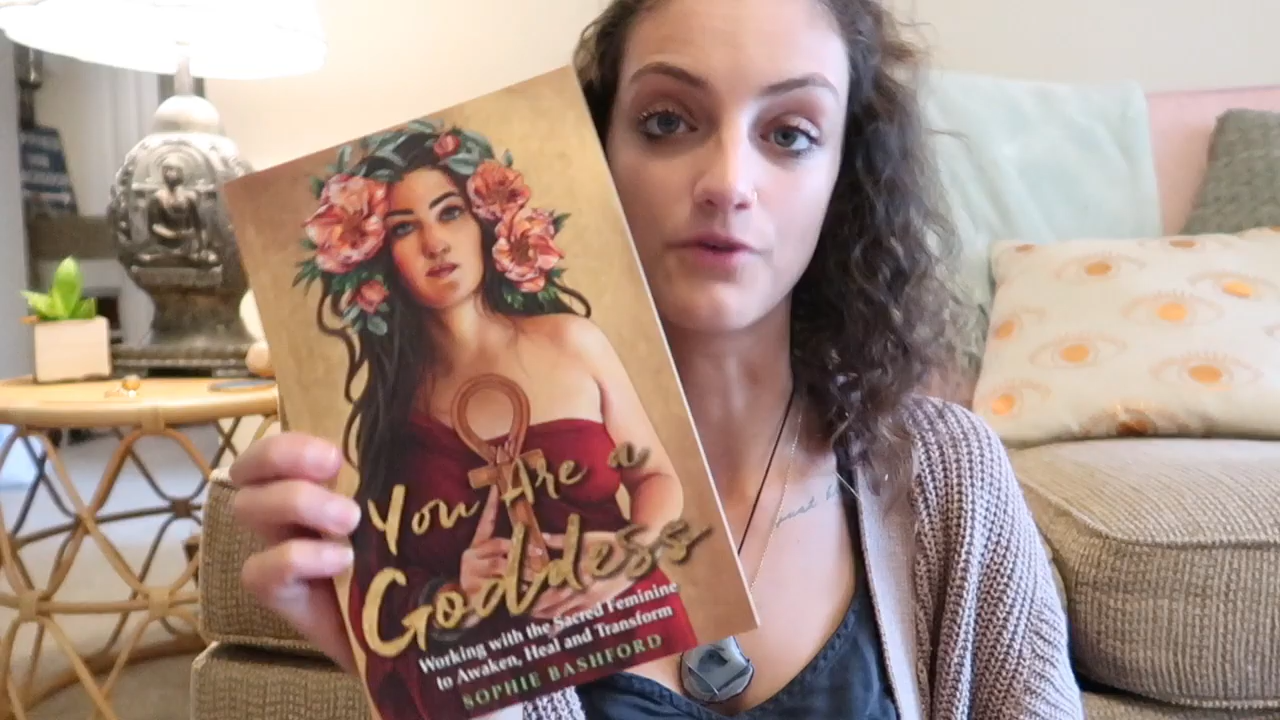 You Are a
Goddess
Working with the Sacred Feminine
to Awaken, Heal and Transform
SOPHIE BASHFORD